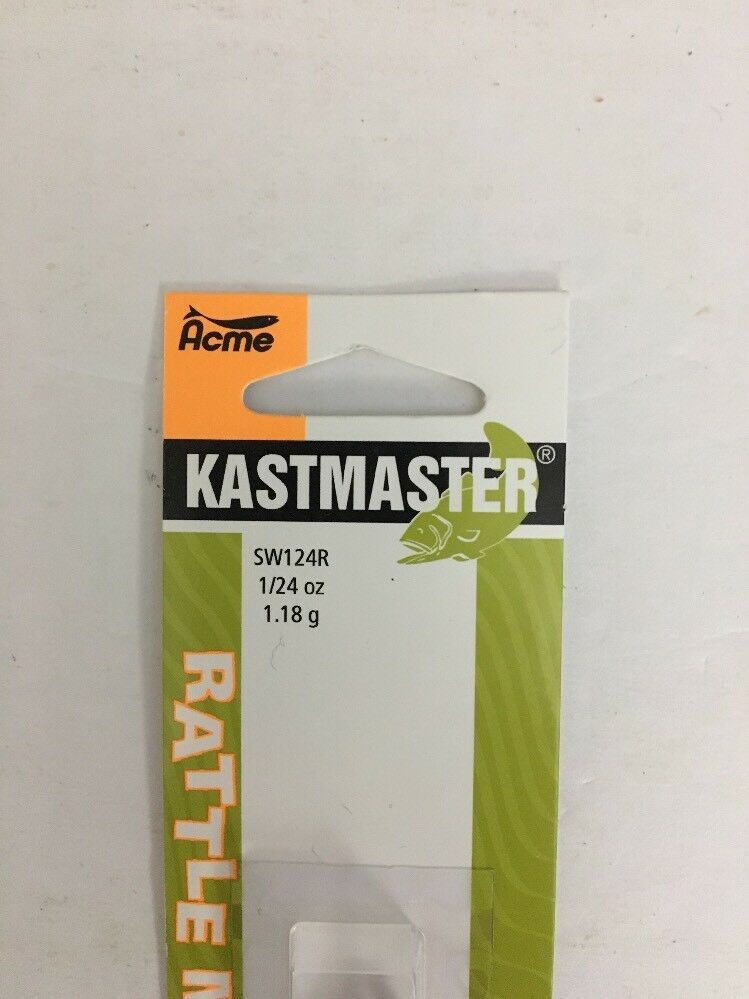 Acme
KASTMASTER®
SW124R
1/24 oz
1.18 g
RATTLE